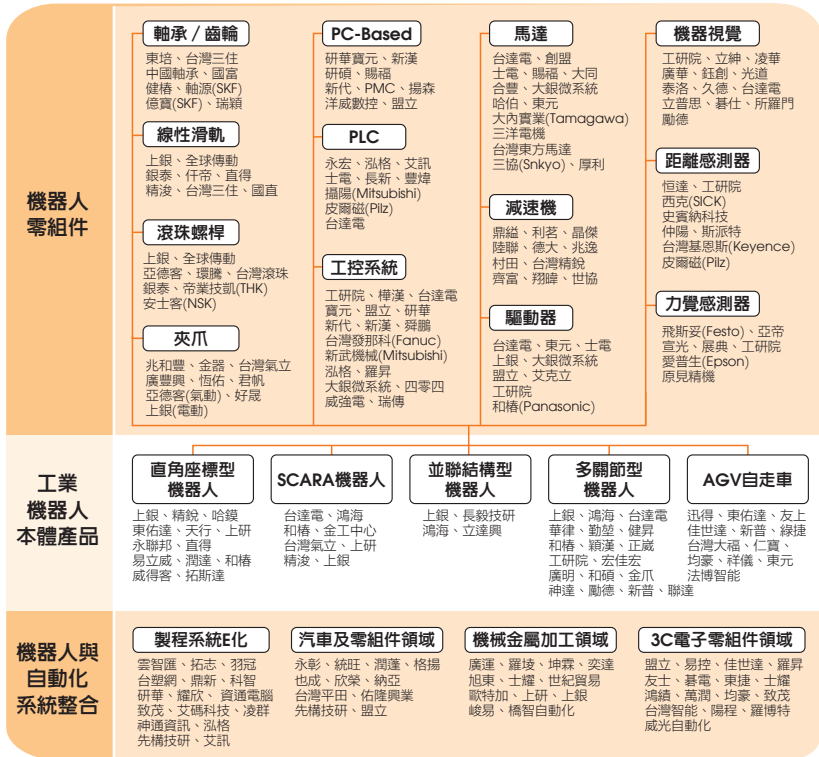 機器人
零組件
軸承 / 齒輪
東培、台灣三住
中國軸承、國富
健椿、軸源(SKF)
億寶(SKF)、瑞穎
線性滑軌
上銀、全球傳動
銀泰、仟帝、直得
精浚、台灣三住、國直
滾珠螺桿
上銀、全球傳動
亞德客、環騰、台灣滾珠
銀泰、帝業技凱(THK)
安士客(NSK)
夾爪
兆和豐、金器、台灣氣立
廣豐興、恆佑、君帆
亞德客(氣動)、好晟
上銀(電動)
PC-Based
研華寶元、新漢
研碩、賜福
新代、PMC、揚森
洋威數控、盟立
PLC
永宏、泓格、艾訊
士電、長新、豐煒
攝陽(Mitsubishi)
皮爾磁(Pilz)
台達電
工控系統
工研院、樺漢、台達電
寶元、盟立、研華
新代、新漢、舜鵬
台灣發那科(Fanuc)
新武機械(Mitsubishi)
泓格、羅昇
大銀微系統、四零四
威強電、瑞傳
馬達
台達電、創盟
士電、賜福、大同
合豐、大銀微系統
哈伯、東元
大內實業(Tamagawa)
三洋電機
台灣東方馬達
三協(Snkyo)、厚利
減速機
鼎緃、利茗、晶傑
陸聯、德大、兆逸
村田、台灣精銳
齊富、翔暐、世協
驅動器
台達電、東元、士電
上銀、大銀微系統
盟立、艾克立
工研院
和椿(Panasonic)
機器視覺
工研院、立紳、凌華
廣華、鈺創、光道
泰洛、久德、台達電
立普思、碁仕、所羅門
勵德
距離感測器
恒達、工研院
西克(SICK)
史賓納科技
仲陽、斯派特
台灣基恩斯(Keyence)
皮爾磁(Pilz)
力覺感測器
飛斯妥(Festo)、亞帝
宣光、展典、工研院
愛普生(Epson)
原見精機
工業
機器人
本體產品
直角座標型
機器人
上銀、精銳、哈鏌
東佑達、天行、上研
永聯邦、直得
易立威、潤達、和椿
威得客、拓斯達
SCARA機器人
台達電、鴻海
和椿、金工中心
台灣氣立、上研
精浚、上銀
並聯結構型
機器人
上銀、長毅技研
鴻海、立達興
多關節型
機器人
上銀、鴻海、台達電
華律、勤堃、健昇
和椿、穎漢、正崴
工研院、宏佳宏
廣明、和碩、金爪
神達、勵德、新普、聯達
AGV自走車
迅得、東佑達、友上
佳世達、新普、綠捷
台灣大福、仁寶、
均豪、祥儀、東元
法博智能
機器人與
自動化
系統整合
製程系統E化
雲智匯、拓志、羽冠
台塑網、鼎新、科智
研華、耀欣、資通電腦
致茂、艾碼科技、凌群
神通資訊、泓格
先構技研、艾訊
汽車及零組件領域
永彰、統旺、潤蓬、格揚
也成、欣榮、納亞
台灣平田、佑隆興業
先構技研、盟立
機械金屬加工領域
廣運、羅堎、坤霖、奕達
旭東、士耀、世紀貿易
歐特加、上研、上銀
峻易、橋智自動化
3C電子零組件領域
盟立、易控、佳世達、羅昇
友士、碁電、東捷、士耀
鴻績、萬潤、均豪、致茂
台灣智能、陽程、羅博特
威光自動化